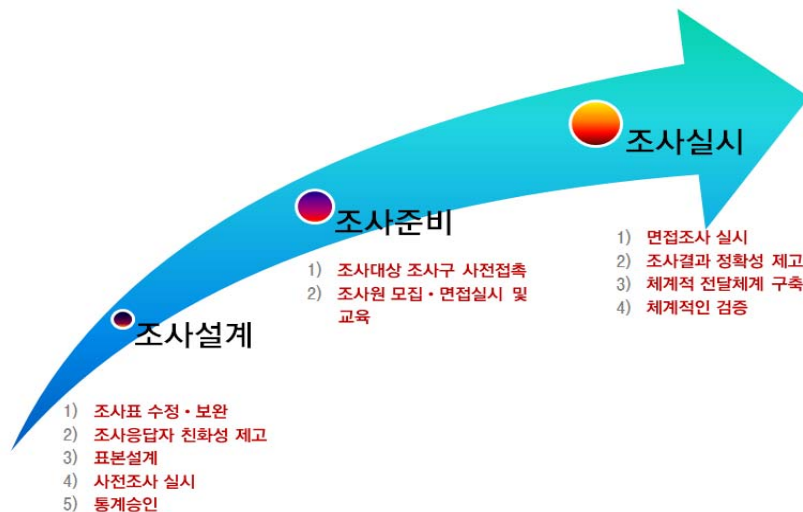 조사설계
1) 조사표 수정・보완
2) 조사응답자 친화성 제고
3) 표본설계
4) 사전조사 실시
5) 통계승인
조사준비
1) 조사대상 조사구 사전접촉
2) 조사원 모집・면접실시 및
교육
조사실시
1) 면접조사 실시
2) 조사결과 정확성 제고
3) 체계적 전달체계 구축
4) 체계적인 검증